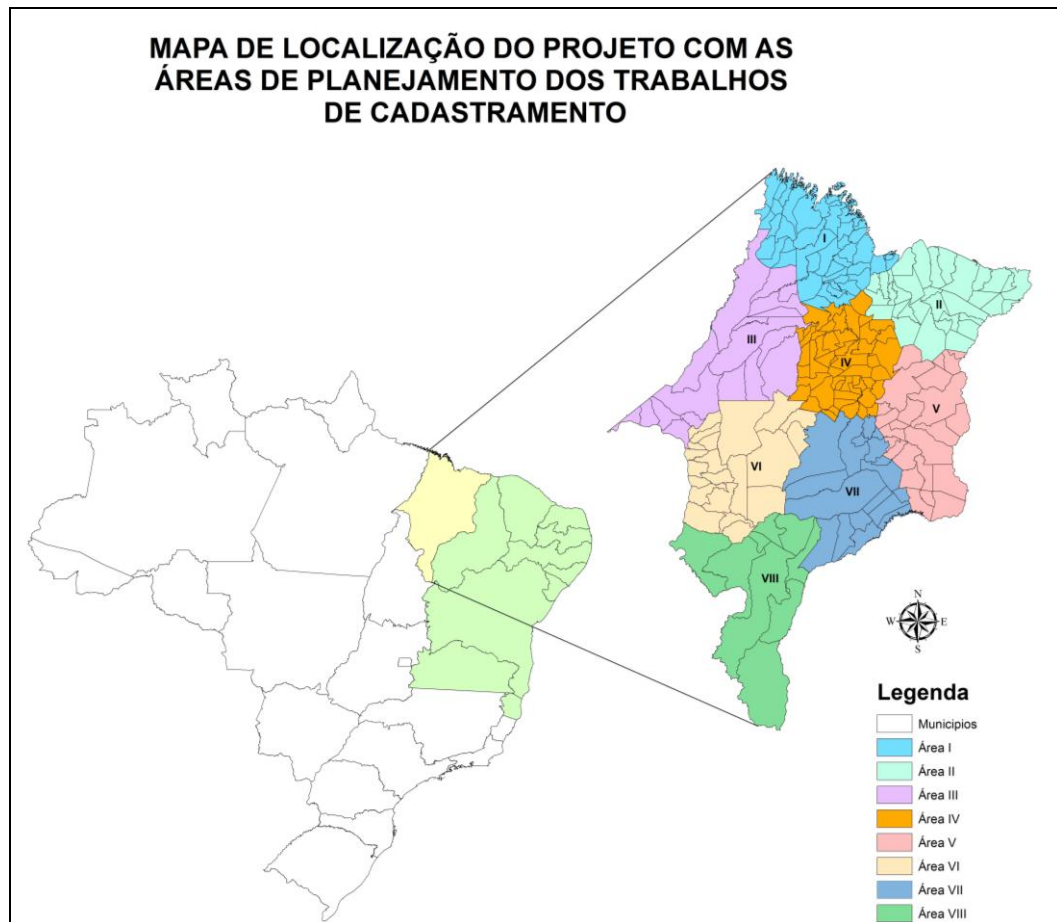 MAPA DE LOCALIZAÇÃO DO PROJETO COM AS
ÁREAS DE PLANEJAMENTO DOS TRABALHOS
DE CADASTRAMENTO
I
II
III
IV
V
VI
VII
VIII
N
W E
S
Legenda
Municipios
Área I
Área II
Área III
Área IV
Área V
Área VI
Área VII
Área VIII